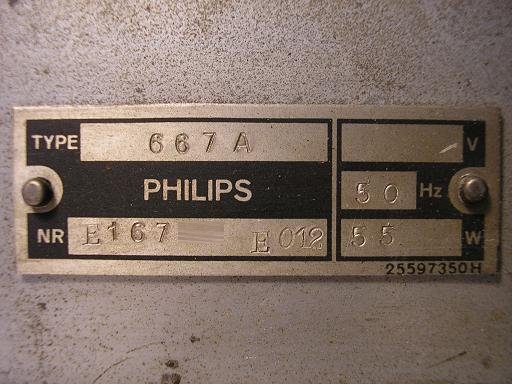 TYPE 667A V
PHILIPS 50 Hz
NR E167 E012 55 W
25597350H